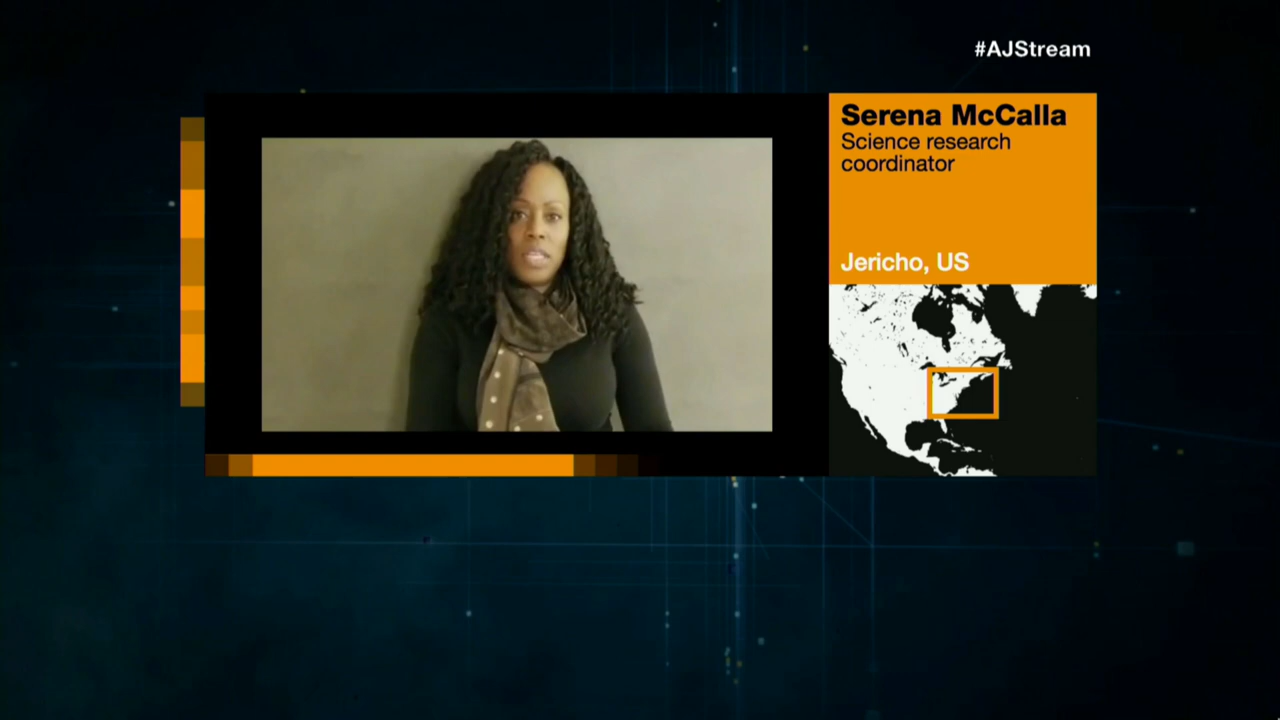 #AJStream
Serena McCalla
Science research
coordinator
Jericho, US